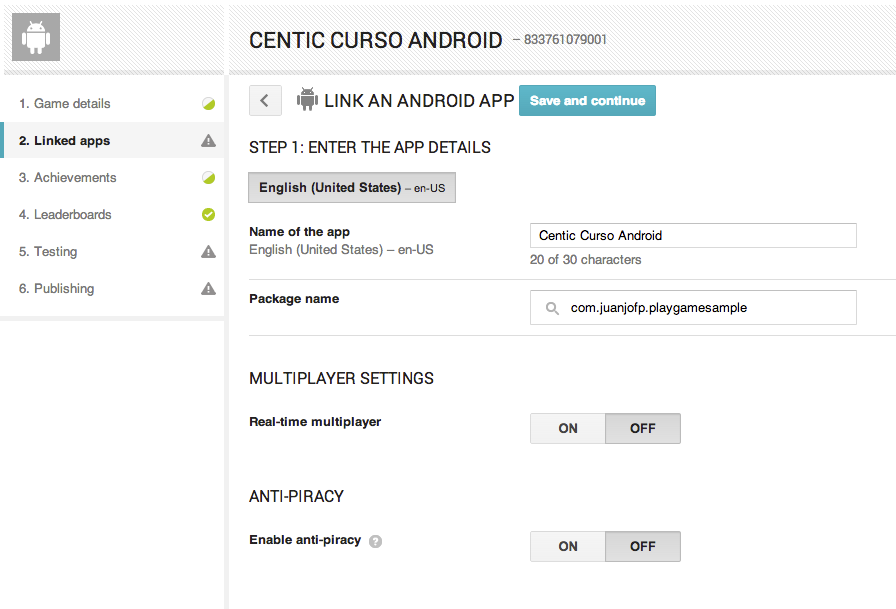 CENTIC CURSO ANDROID – 833761079001
1. Game details
2. Linked apps
3. Achievements
4. Leaderboards
5. Testing
6. Publishing
LINK AN ANDROID APP
Save and continue
STEP 1: ENTER THE APP DETAILS
English (United States) – en-US
Name of the app
English (United States) – en-US
Centic Curso Android
20 of 30 characters
Package name
com.juanjofp.playgamesample
MULTIPLAYER SETTINGS
Real-time multiplayer
ON OFF
ANTI-PIRACY
Enable anti-piracy ?
ON OFF